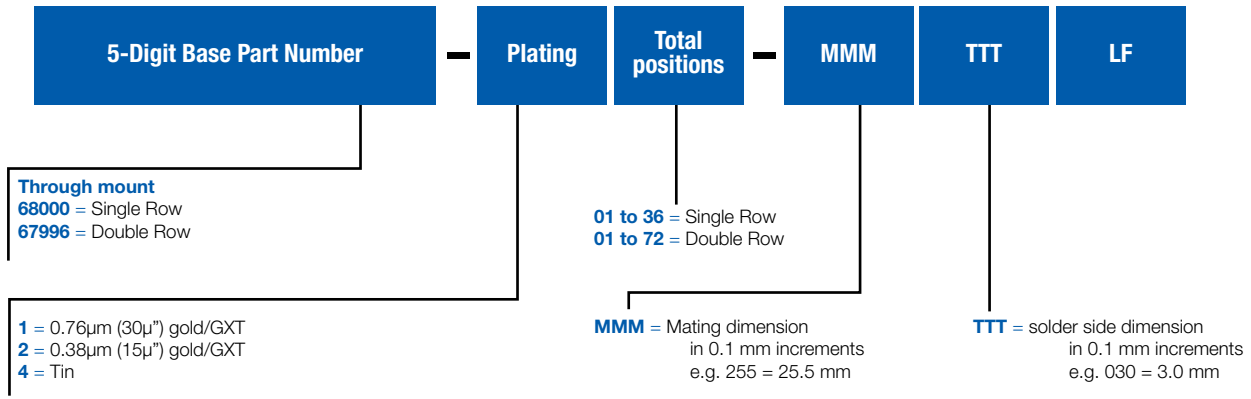 5-Digit Base Part Number - Plating Total positions - MMM TTT LF
Through mount
68000 = Single Row
67996 = Double Row
01 to 36 = Single Row
01 to 72 = Double Row
1 = 0.76µm (30µ”) gold/GXT
2 = 0.38µm (15µ”) gold/GXT
4 = Tin
MMM = Mating dimension
in 0.1 mm increments
e.g. 255 = 25.5 mm
TTT = solder side dimension
in 0.1 mm increments
e.g. 030 = 3.0 mm